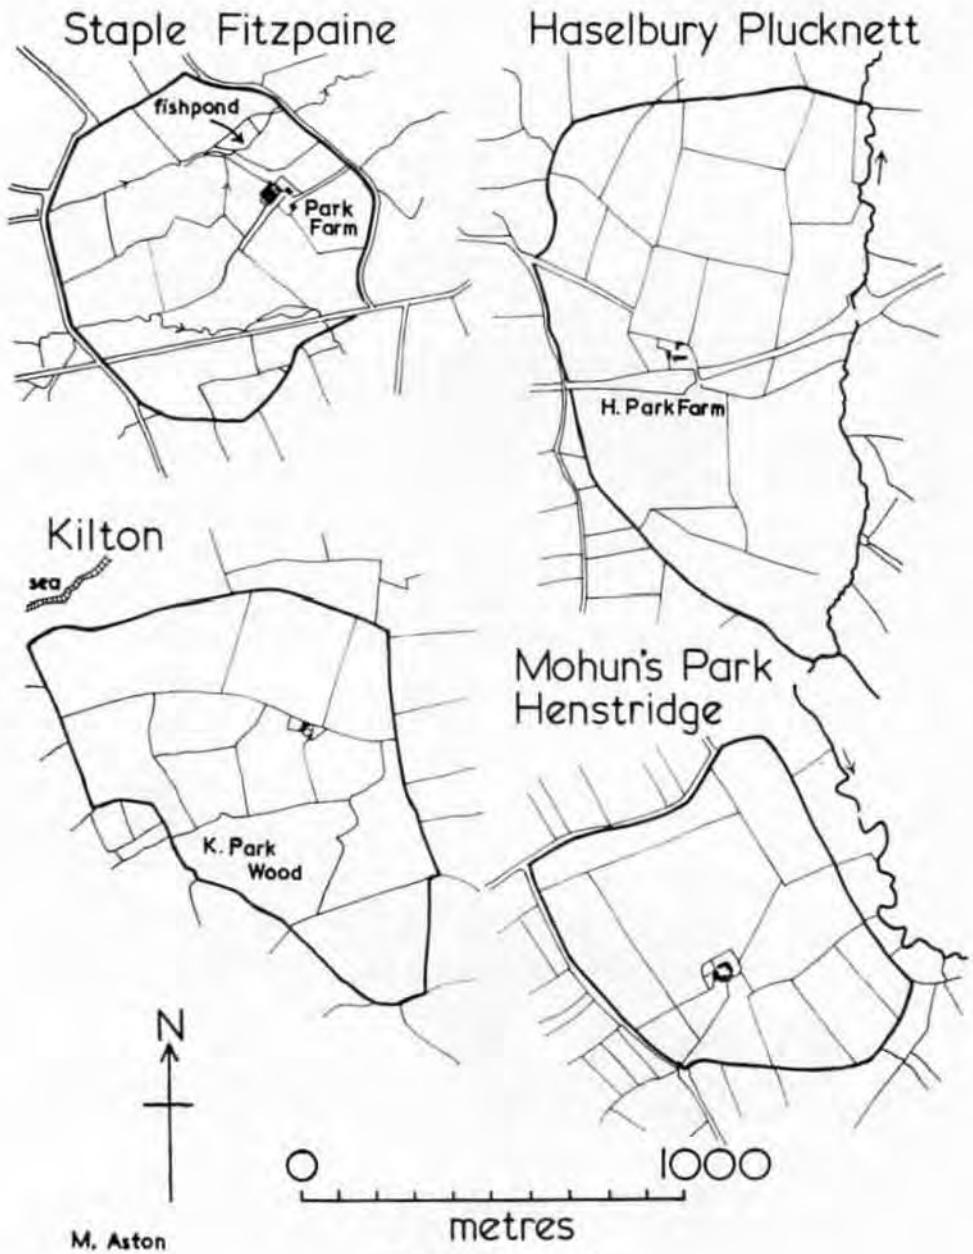 Staple Fitzpaine
fishpond
Park
Farm
Haselbury Plucknett
H. Park Farm
Kilton
sea
K. Park
Wood
Mohun's Park
Henstridge
N
0 1000
metres
M. Aston